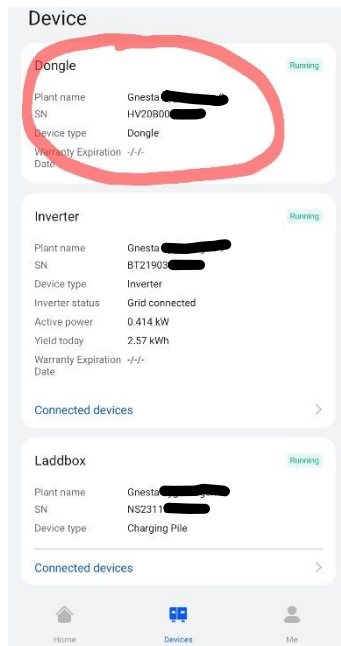 Device
Dongle Running
Plant name Gnesta
SN HV20B00
Device type Dongle
Warranty Expiration Date -/-/-
Inverter Running
Plant name Gnesta
SN BT21903
Device type Inverter
Inverter status Grid connected
Active power 0.414 kW
Yield today 2.57 kWh
Warranty Expiration Date -/-/-
Connected devices
Laddbox Running
Plant name Gnesta
SN NS2311
Device type Charging Pile
Connected devices
Home Devices Me